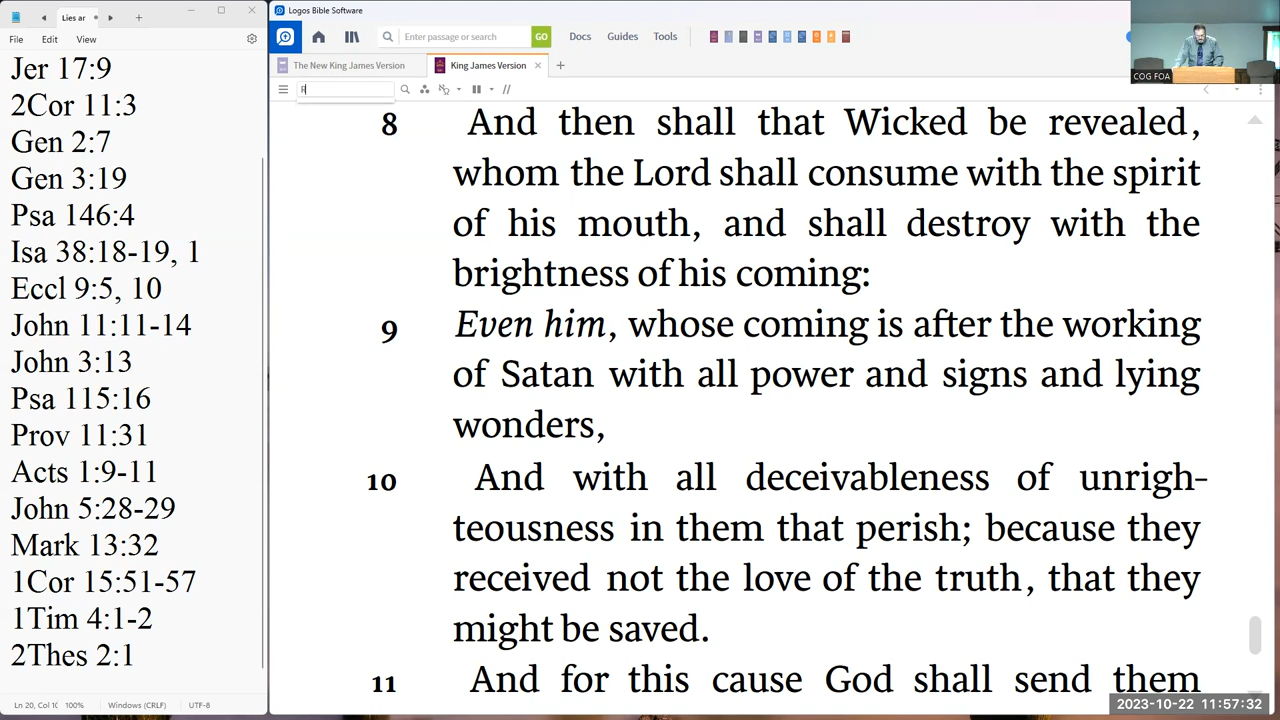 Lies ar
File Edit View
Jer 17:9
2Cor 11:3
Gen 2:7
Gen 3:19
Psa 146:4
Isa 38:18-19, 1
Eccl 9:5, 10
John 11:11-14
John 3:13
Psa 115:16
Prov 11:31
Acts 1:9-11
John 5:28-29
Mark 13:32
1Cor 15:51-57
1Tim 4:1-2
2Thes 2:1
100% Windows (CRLF) UTF-8
Logos Bible Software
Enter passage or search GO Docs Guides Tools
The New King James Version King James Version
COG FOA
8 And then shall that Wicked be revealed,
whom the Lord shall consume with the spirit
of his mouth, and shall destroy with the
brightness of his coming:
9 Even him, whose coming is after the working
of Satan with all power and signs and lying
wonders,
10 And with all deceivableness of unrigh-
teousness in them that perish; because they
received not the love of the truth, that they
might be saved.
11 And for this cause God shall send them
2023-10-22 11:57:32